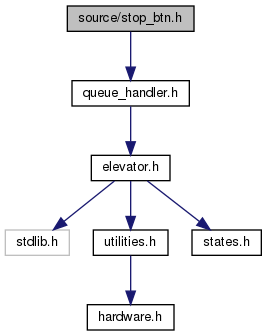 source/stop_btn.h
queue_handler.h
elevator.h
stdlib.h
utilities.h
states.h
hardware.h